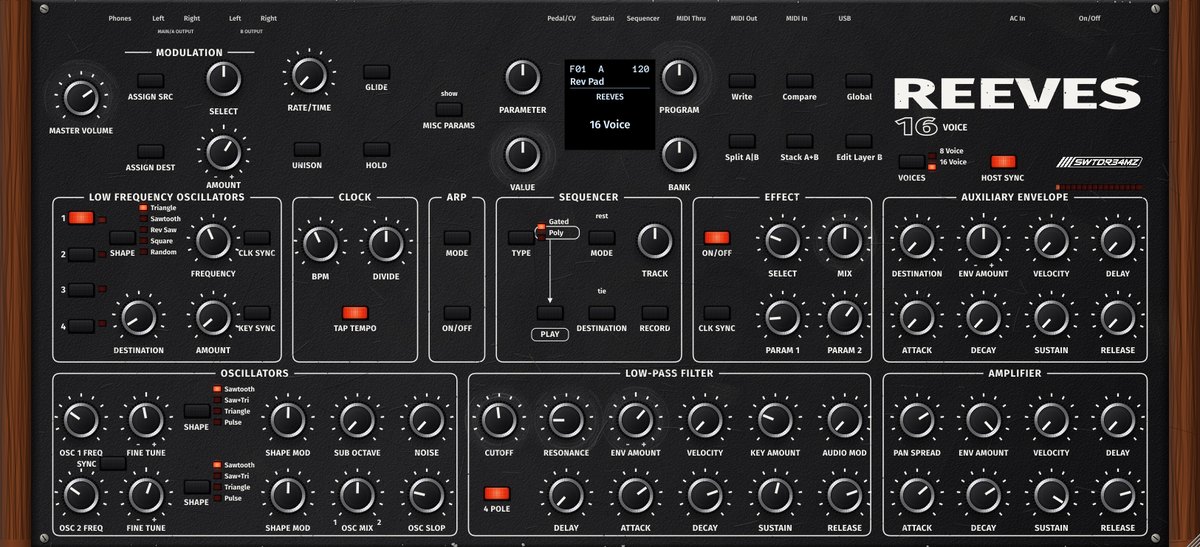 Phones Left Right Left Right Pedal/CV Sustain Sequencer MIDI Thru MIDI Out MIDI In USB AC In On/Off
MAIN/A OUTPUT B OUTPUT
MODULATION
ASSIGN SRC
SELECT
RATE/TIME
GLIDE
MASTER VOLUME
ASSIGN DEST
AMOUNT
UNISON
HOLD
show
MISC PARAMS
PARAMETER
VALUE
F01 A 120
Rev Pad
REEVES
16 Voice
PROGRAM
BANK
Write Compare Global
Split A|B Stack A+B Edit Layer B
REEVES
16 VOICE
8 Voice
16 Voice
VOICES
HOST SYNC
SWTDR34MZ
LOW FREQUENCY OSCILLATORS
1
2
3
4
Triangle
Sawtooth
Rev Saw
Square
Random
SHAPE
FREQUENCY
CLK SYNC
DESTINATION
AMOUNT
KEY SYNC
CLOCK
BPM DIVIDE
TAP TEMPO
ARP
MODE
ON/OFF
SEQUENCER
Gated
Poly
TYPE
rest
MODE
TRACK
PLAY
tie
DESTINATION
RECORD
EFFECT
ON/OFF SELECT MIX
CLK SYNC PARAM 1 PARAM 2
AUXILIARY ENVELOPE
DESTINATION ENV AMOUNT VELOCITY DELAY
ATTACK DECAY SUSTAIN RELEASE
OSCILLATORS
Sawtooth
Saw+Tri
Triangle
Pulse
OSC 1 FREQ FINE TUNE SHAPE SHAPE MOD SUB OCTAVE NOISE
SYNC
Sawtooth
Saw+Tri
Triangle
Pulse
OSC 2 FREQ FINE TUNE SHAPE SHAPE MOD 1 OSC MIX 2 OSC SLOP
LOW-PASS FILTER
CUTOFF RESONANCE ENV AMOUNT VELOCITY KEY AMOUNT AUDIO MOD
4 POLE DELAY ATTACK DECAY SUSTAIN RELEASE
AMPLIFIER
PAN SPREAD ENV AMOUNT VELOCITY DELAY
ATTACK DECAY SUSTAIN RELEASE